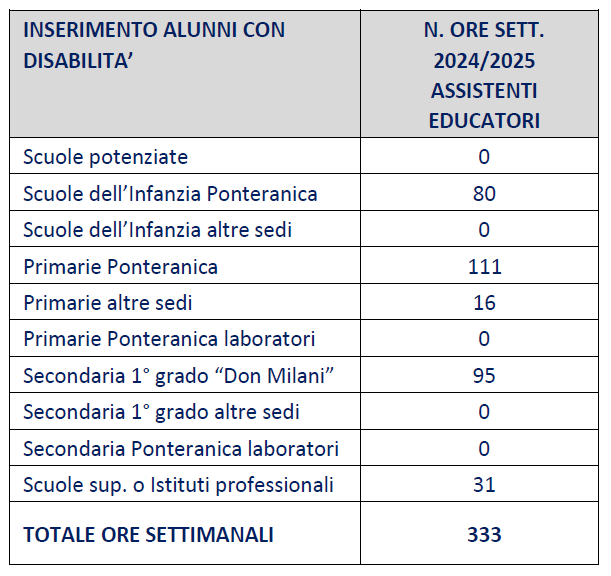 INSERIMENTO ALUNNI CON
DISABILITA’
N. ORE SETT.
2024/2025
ASSISTENTI
EDUCATORI
Scuole potenziate 0
Scuole dell’Infanzia Ponteranica 80
Scuole dell’Infanzia altre sedi 0
Primarie Ponteranica 111
Primarie altre sedi 16
Primarie Ponteranica laboratori 0
Secondaria 1° grado “Don Milani” 95
Secondaria 1° grado altre sedi 0
Secondaria Ponteranica laboratori 0
Scuole sup. o Istituti professionali 31
TOTALE ORE SETTIMANALI 333